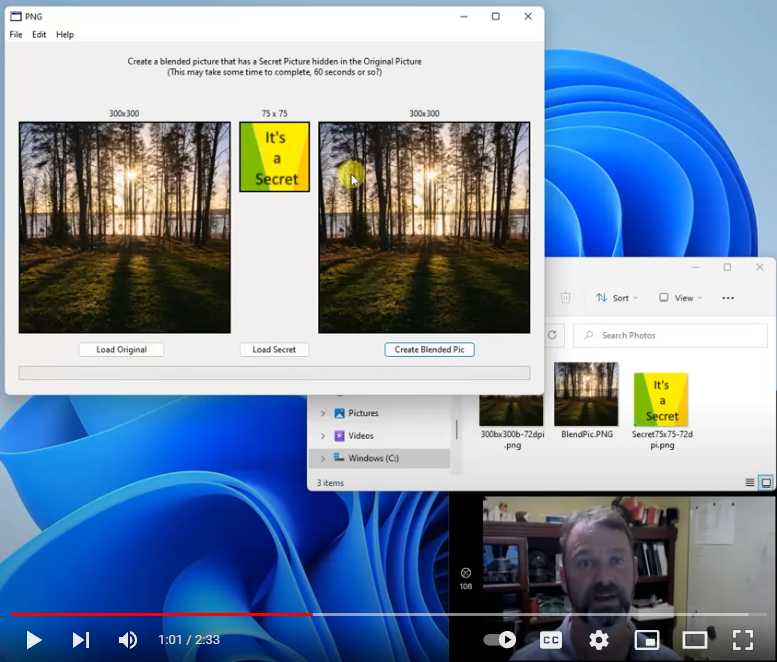 PNG
File Edit Help
Create a blended picture that has a Secret Picture hidden in the Original Picture
(This may take some time to complete, 60 seconds or so?)
300x300
75 x 75
300x300
It's
a
Secret
Load Original
Load Secret
Create Blended Pic
Sort
View
Search Photos
Pictures
Videos
Windows (C:)
It's
a
Secret
300bx300b-72dpi
.png
BlendPic.PNG
Secret75x75-72d
pi.png
3 items
108
1:01 / 2:33
CC